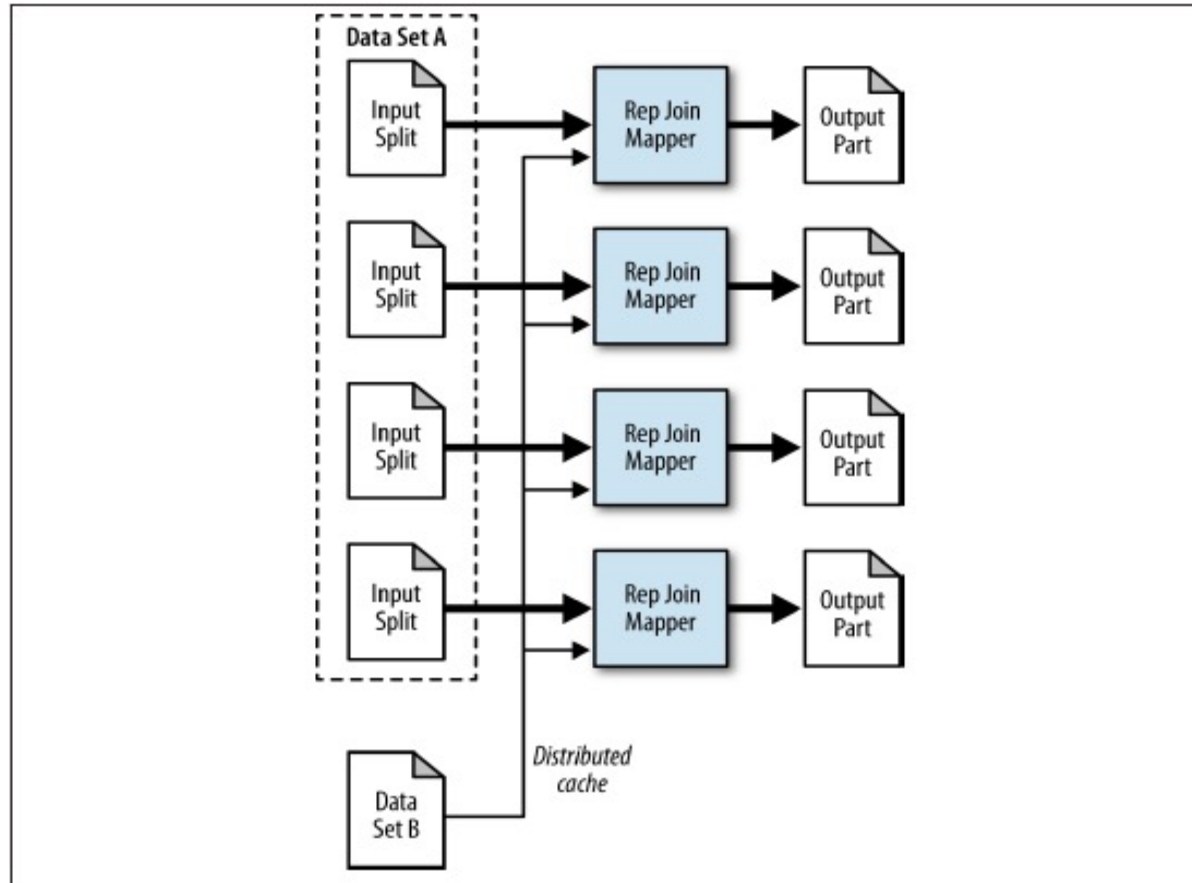 Data Set A
Input
Split
Rep Join
Mapper
Output
Part
Input
Split
Rep Join
Mapper
Output
Part
Input
Split
Rep Join
Mapper
Output
Part
Input
Split
Rep Join
Mapper
Output
Part
Distributed
cache
Data
Set B